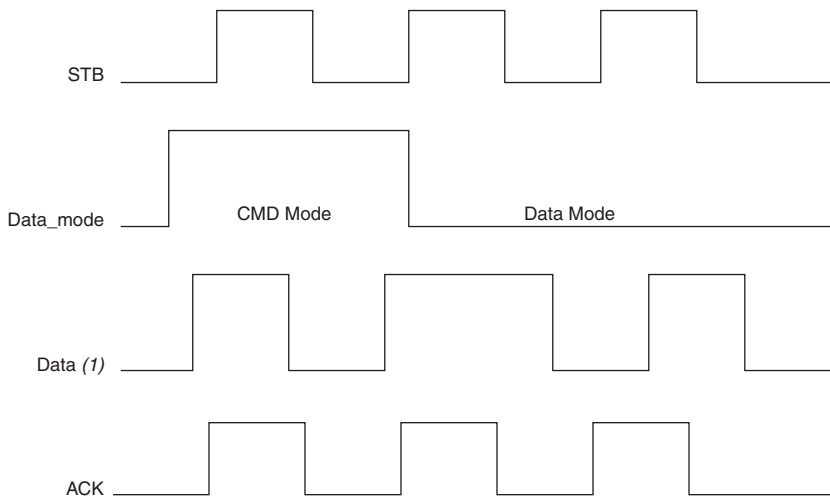 STB
Data_mode
CMD Mode
Data Mode
Data (1)
ACK